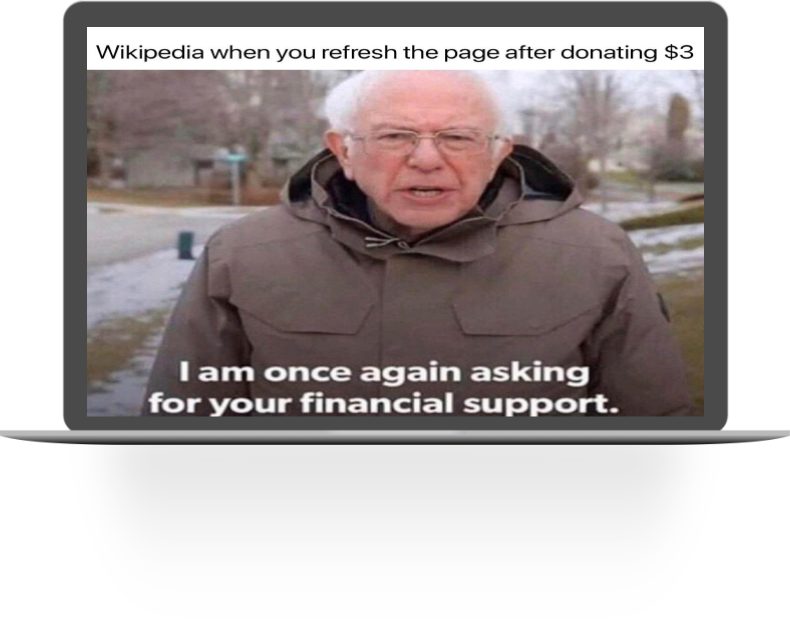 Wikipedia when you refresh the page after donating $3
I am once again asking
for your financial support.